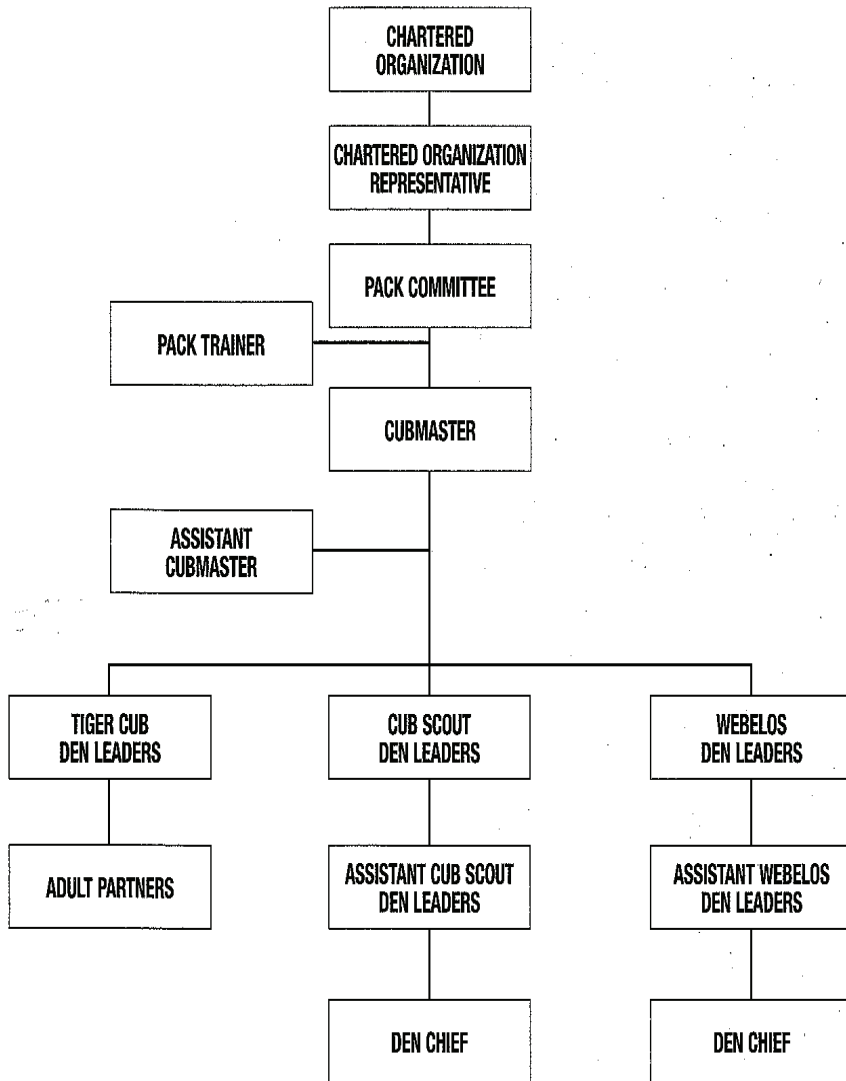 CHARTERED
ORGANIZATION
CHARTERED ORGANIZATION
REPRESENTATIVE
PACK COMMITTEE
PACK TRAINER
CUBMASTER
ASSISTANT
CUBMASTER
TIGER CUB
DEN LEADERS
CUB SCOUT
DEN LEADERS
WEBELOS
DEN LEADERS
ADULT PARTNERS
ASSISTANT CUB SCOUT
DEN LEADERS
ASSISTANT WEBELOS
DEN LEADERS
DEN CHIEF
DEN CHIEF